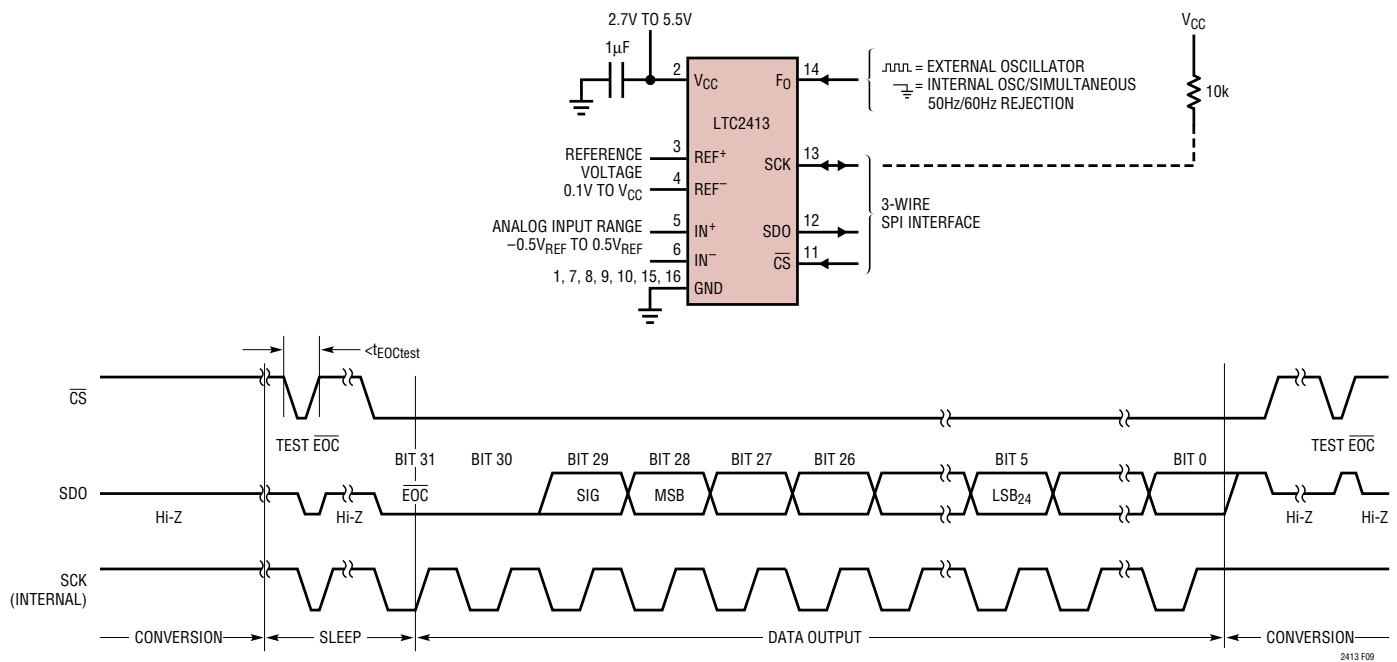 2.7V TO 5.5V
1µF
VCC
10k
2 VCC
FO 14
= EXTERNAL OSCILLATOR
= INTERNAL OSC/SIMULTANEOUS
50Hz/60Hz REJECTION
LTC2413
REFERENCE
VOLTAGE
0.1V TO VCC
3 REF+
4 REF–
SCK 13
ANALOG INPUT RANGE
–0.5VREF TO 0.5VREF
5 IN+
6 IN–
SDO 12
CS 11
3-WIRE
SPI INTERFACE
1, 7, 8, 9, 10, 15, 16 GND
<tEOCtest
CS
TEST EOC
TEST EOC
BIT 31 BIT 30 BIT 29 BIT 28 BIT 27 BIT 26 BIT 5 BIT 0
SDO
EOC SIG MSB LSB24
Hi-Z Hi-Z Hi-Z Hi-Z
SCK
(INTERNAL)
CONVERSION SLEEP DATA OUTPUT CONVERSION
2413 F09